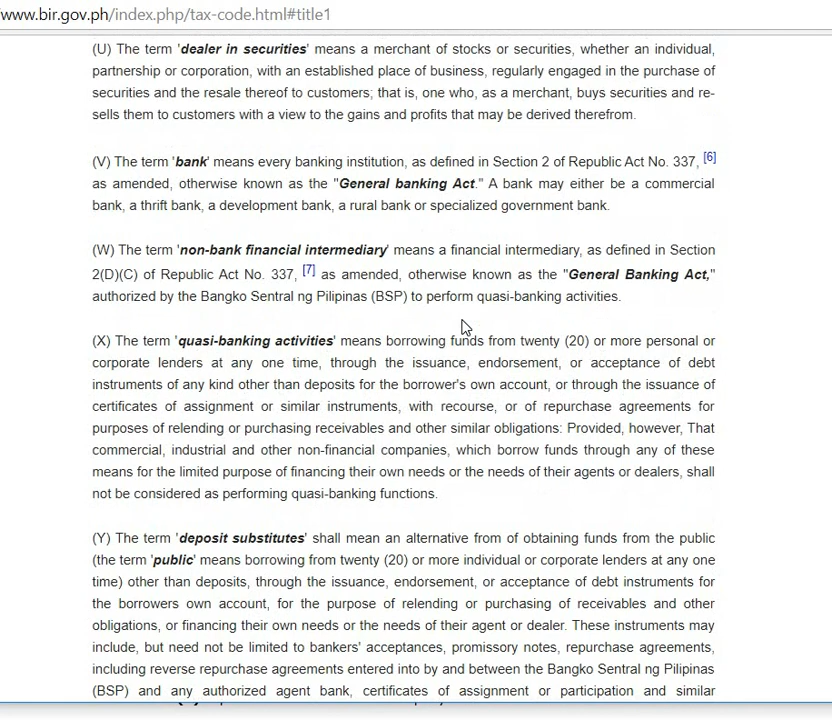 www.bir.gov.ph/index.php/tax-code.html#title1
(U) The term 'dealer in securities' means a merchant of stocks or securities, whether an individual,
partnership or corporation, with an established place of business, regularly engaged in the purchase of
securities and the resale thereof to customers; that is, one who, as a merchant, buys securities and re-
sells them to customers with a view to the gains and profits that may be derived therefrom.
(V) The term 'bank' means every banking institution, as defined in Section 2 of Republic Act No. 337, [6]
as amended, otherwise known as the "General banking Act." A bank may either be a commercial
bank, a thrift bank, a development bank, a rural bank or specialized government bank.
(W) The term 'non-bank financial intermediary' means a financial intermediary, as defined in Section
2(D)(C) of Republic Act No. 337, [7] as amended, otherwise known as the "General Banking Act,"
authorized by the Bangko Sentral ng Pilipinas (BSP) to perform quasi-banking activities.
(X) The term 'quasi-banking activities' means borrowing funds from twenty (20) or more personal or
corporate lenders at any one time, through the issuance, endorsement, or acceptance of debt
instruments of any kind other than deposits for the borrower's own account, or through the issuance of
certificates of assignment or similar instruments, with recourse, or of repurchase agreements for
purposes of relending or purchasing receivables and other similar obligations: Provided, however, That
commercial, industrial and other non-financial companies, which borrow funds through any of these
means for the limited purpose of financing their own needs or the needs of their agents or dealers, shall
not be considered as performing quasi-banking functions.
(Y) The term 'deposit substitutes' shall mean an alternative from of obtaining funds from the public
(the term 'public' means borrowing from twenty (20) or more individual or corporate lenders at any one
time) other than deposits, through the issuance, endorsement, or acceptance of debt instruments for
the borrowers own account, for the purpose of relending or purchasing of receivables and other
obligations, or financing their own needs or the needs of their agent or dealer. These instruments may
include, but need not be limited to bankers' acceptances, promissory notes, repurchase agreements,
including reverse repurchase agreements entered into by and between the Bangko Sentral ng Pilipinas
(BSP) and any authorized agent bank, certificates of assignment or participation and similar